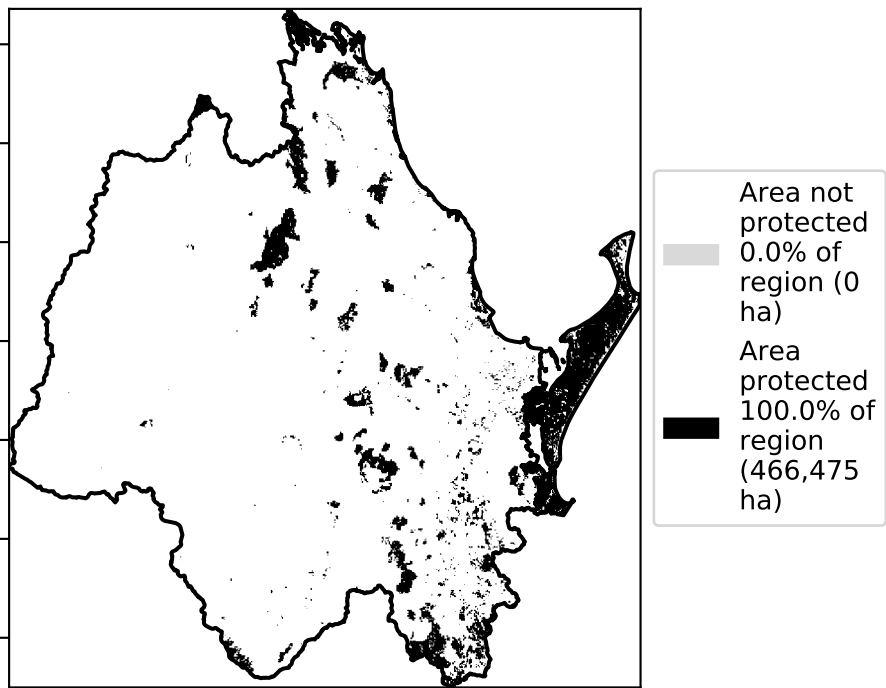 Area not
protected
0.0% of
region (0
ha)
Area
protected
100.0% of
region
(466,475
ha)